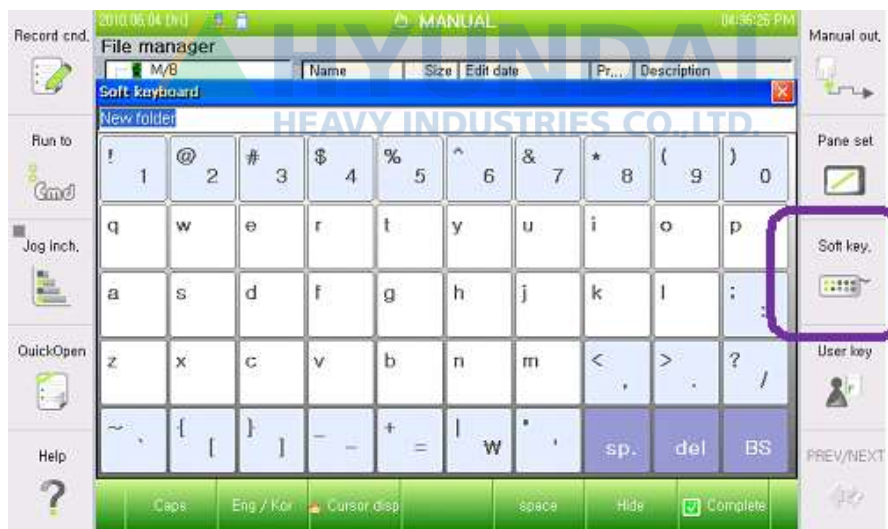 2010.06.04
MANUAL
04:56:25 PM
File manager
M/B
Name
Size
Edit date
Pr...
Description
Soft keyboard
New folder
HYUNDAI
HEAVY INDUSTRIES CO.,LTD.
! 1 @ 2 # 3 $ 4 % 5 ^ 6 & 7 * 8 ( 9 ) 0
q w e r t y u i o p
a s d f g h j k l ; :
z x c v b n m < , > . ? /
~ ` { [ } ] _ - + = | ₩ " ' sp. del BS
Caps
Eng / Kor
Cursor disp
space
Hide
Complete
Record cnd.
Run to
Cmd
Jog inch.
QuickOpen
Help
?
Manual out.
Pane set
Soft key.
User key
PREV/NEXT